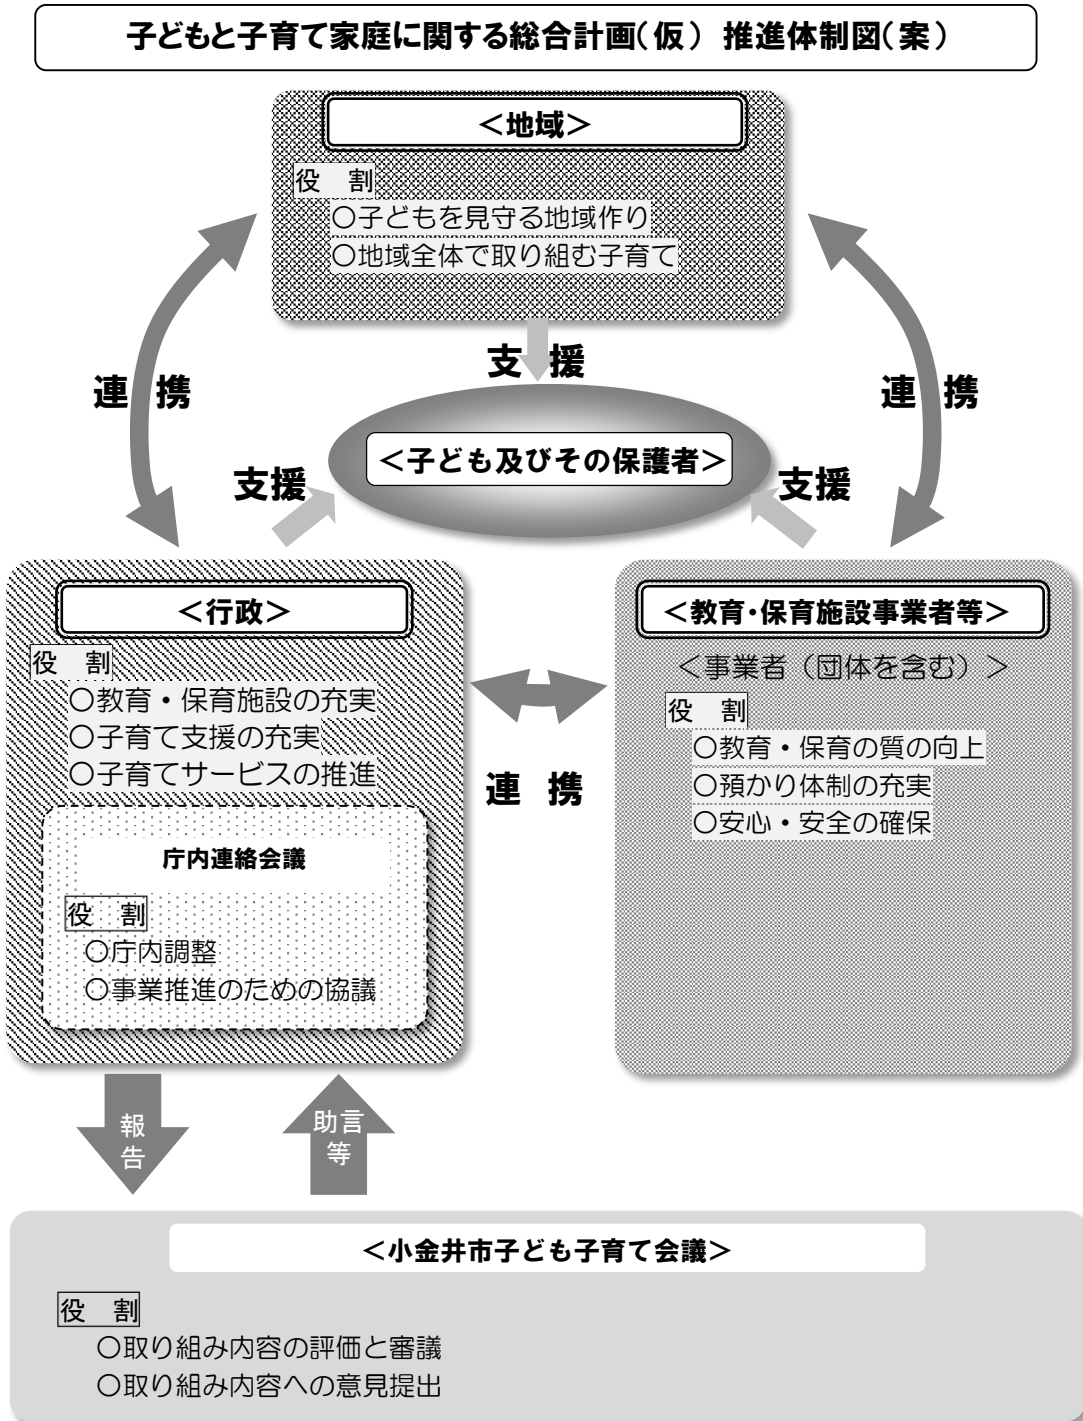 子どもと子育て家庭に関する総合計画(仮) 推進体制図(案)
＜地域＞
役　割
○子どもを見守る地域作り
○地域全体で取り組む子育て
支 援
連 携
連 携
＜子ども及びその保護者＞
支援
支援
＜行政＞
役　割
○教育・保育施設の充実
○子育て支援の充実
○子育てサービスの推進
庁内連絡会議
役　割
○庁内調整
○事業推進のための協議
連 携
＜教育・保育施設事業者等＞
＜事業者（団体を含む）＞
役　割
○教育・保育の質の向上
○預かり体制の充実
○安心・安全の確保
報
告
助言
等
＜小金井市子ども子育て会議＞
役　割
○取り組み内容の評価と審議
○取り組み内容への意見提出